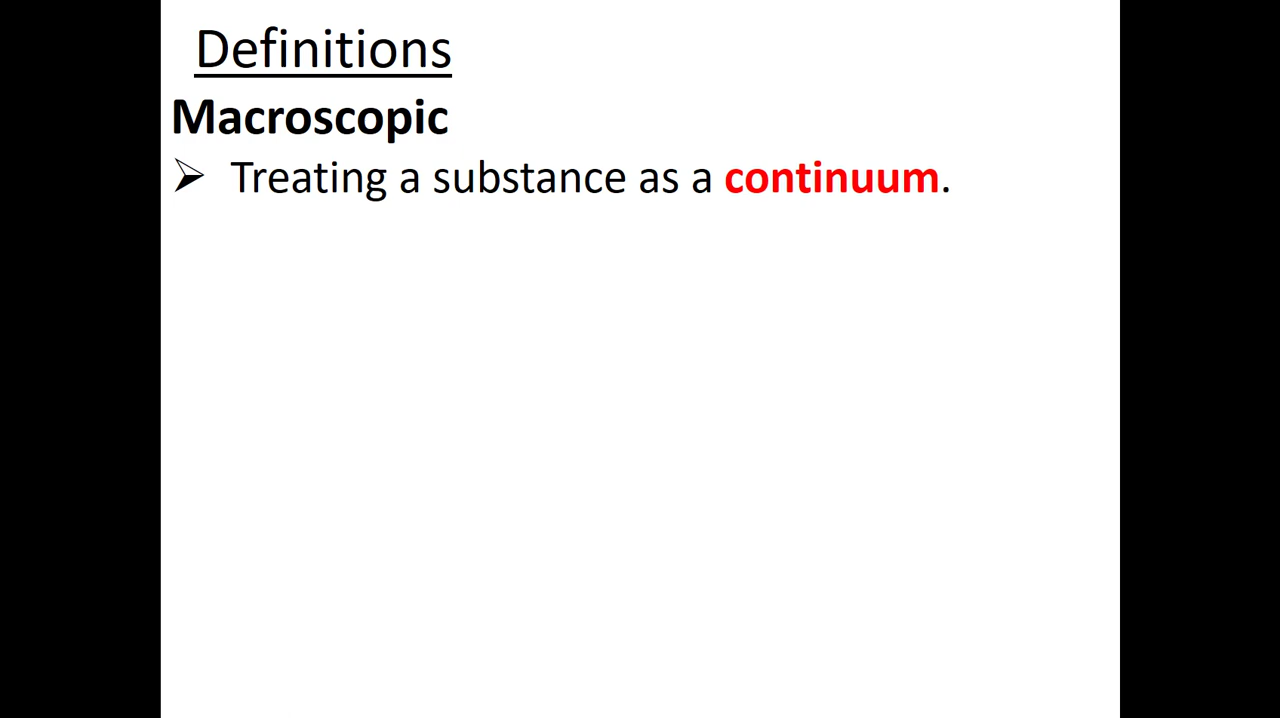 Definitions
Macroscopic
➢ Treating a substance as a continuum.